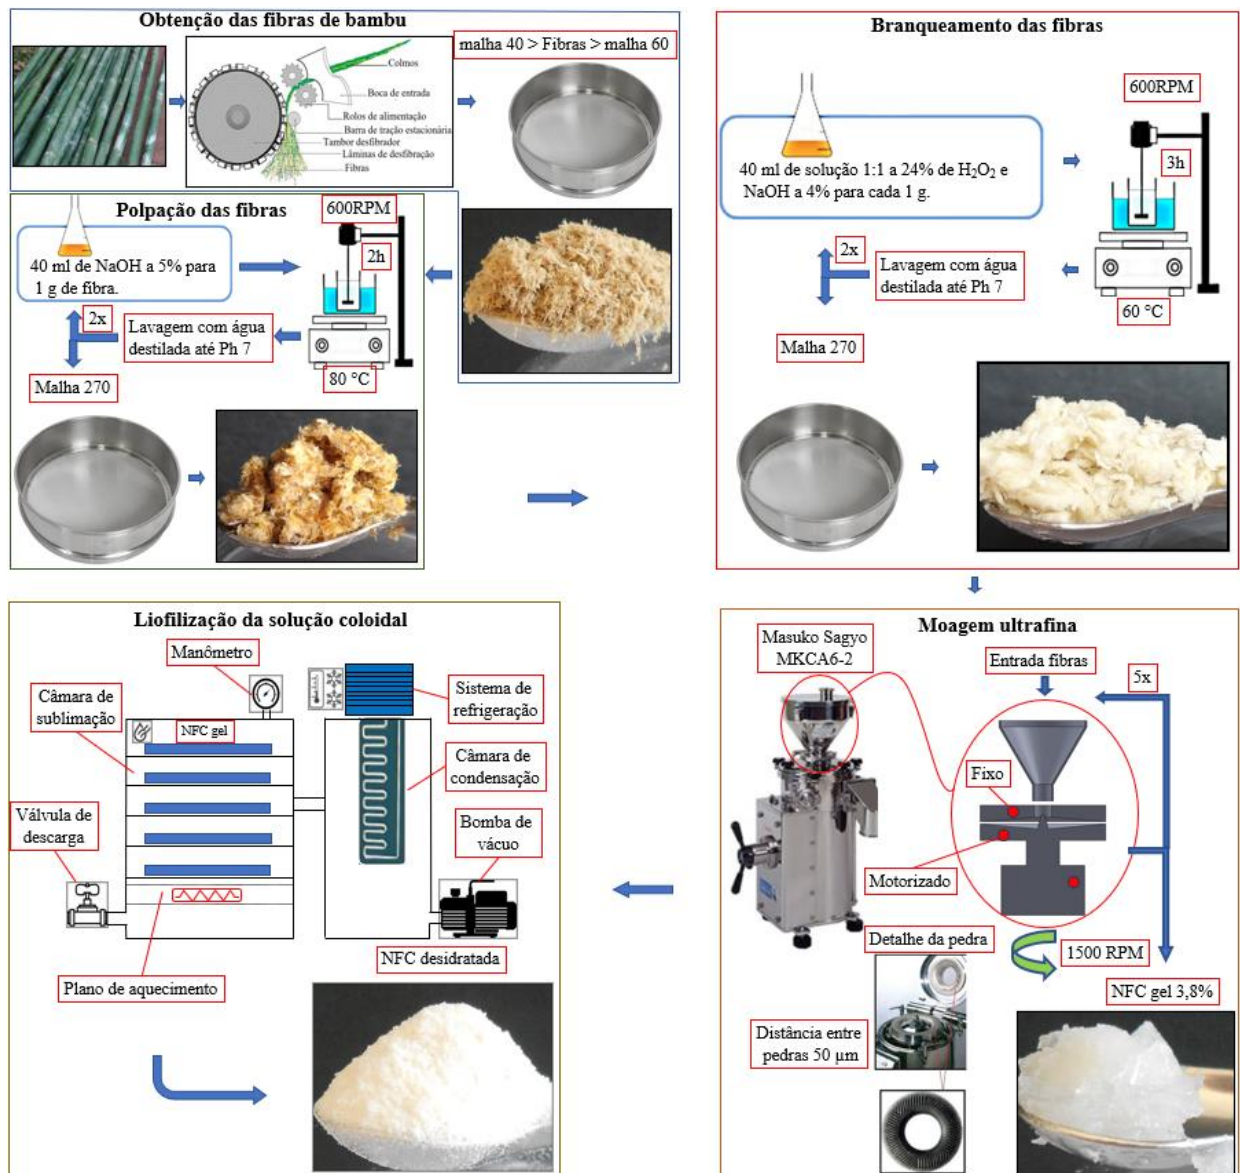 Obtenção das fibras de bambu
Colmos
Boca de entrada
Rolos de alimentação
Barra de tração estacionária
Tambor desfibrador
Lâminas de desfibração
Fibras
malha 40 > Fibras > malha 60
Polpação das fibras
40 ml de NaOH a 5% para
1 g de fibra.
600RPM
2h
80 °C
Lavagem com água
destilada até Ph 7
2x
Malha 270
Branqueamento das fibras
40 ml de solução 1:1 a 24% de H₂O₂ e
NaOH a 4% para cada 1 g.
600RPM
3h
60 °C
Lavagem com água
destilada até Ph 7
2x
Malha 270
Moagem ultrafina
Masuko Sagyo
MKCA6-2
Entrada fibras
5x
Fixo
Motorizado
1500 RPM
Detalhe da pedra
Distância entre
pedras 50 µm
NFC gel 3,8%
Liofilização da solução coloidal
Manômetro
Câmara de
sublimação
NFC gel
Sistema de
refrigeração
Câmara de
condensação
Válvula de
descarga
Bomba de
vácuo
Plano de aquecimento
NFC desidratada